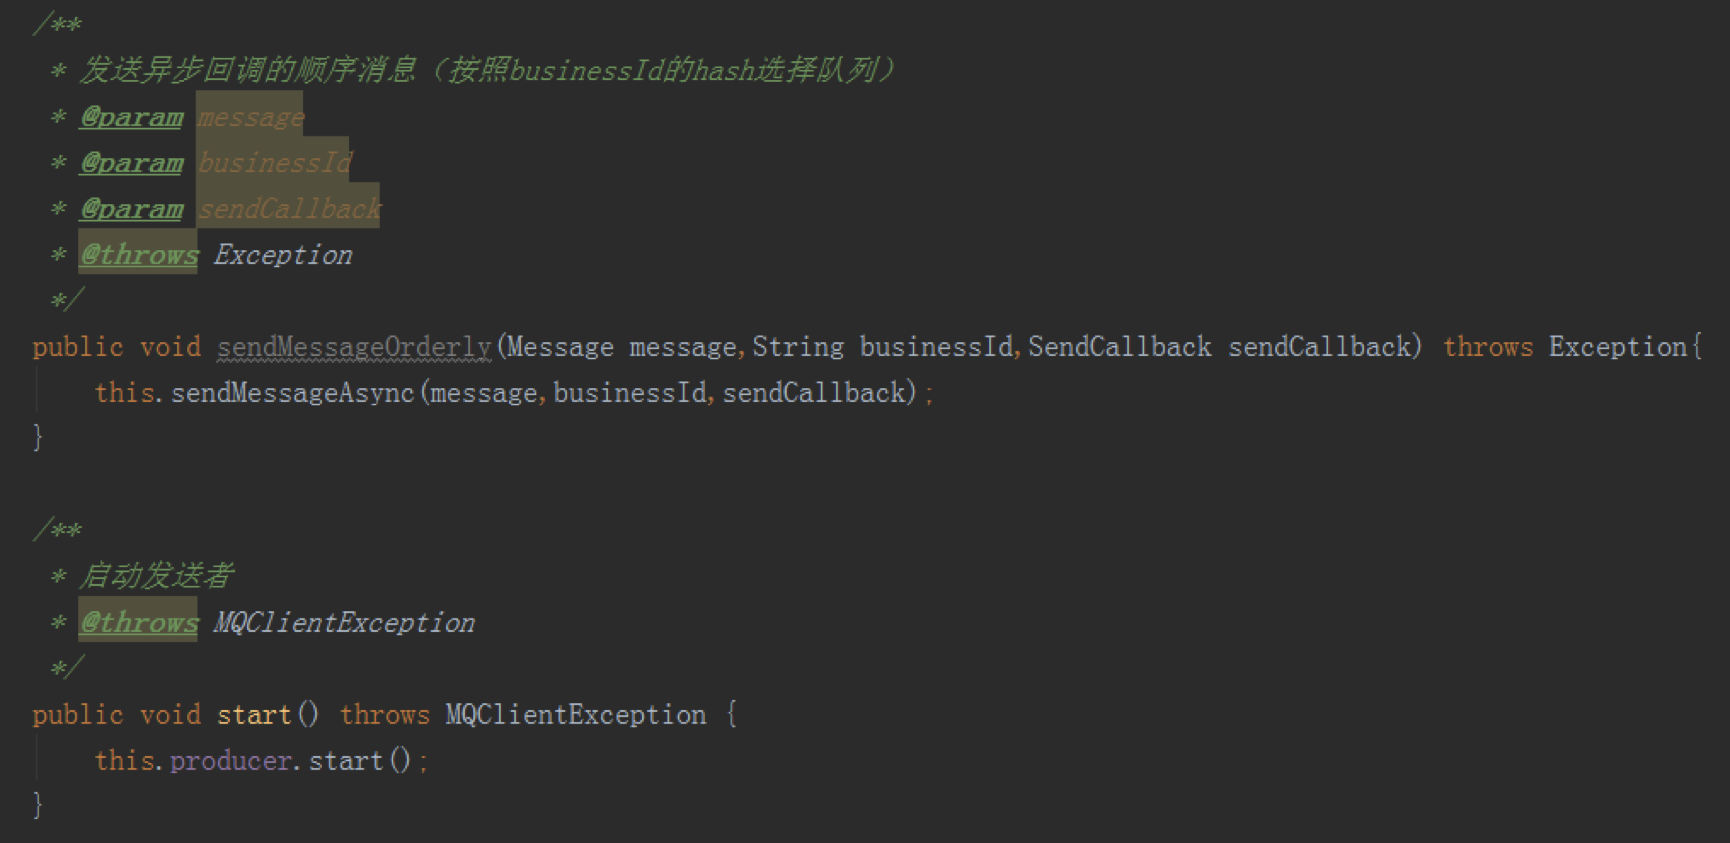 /**
* 发送异步回调的顺序消息（按照businessId的hash选择队列）
* @param message
* @param businessId
* @param sendCallback
* @throws Exception
*/
public void sendMessageOrderly(Message message,String businessId,SendCallback sendCallback) throws Exception{
this.sendMessageAsync(message,businessId,sendCallback);
}
/**
* 启动发送者
* @throws MQClientException
*/
public void start() throws MQClientException {
this.producer.start();
}